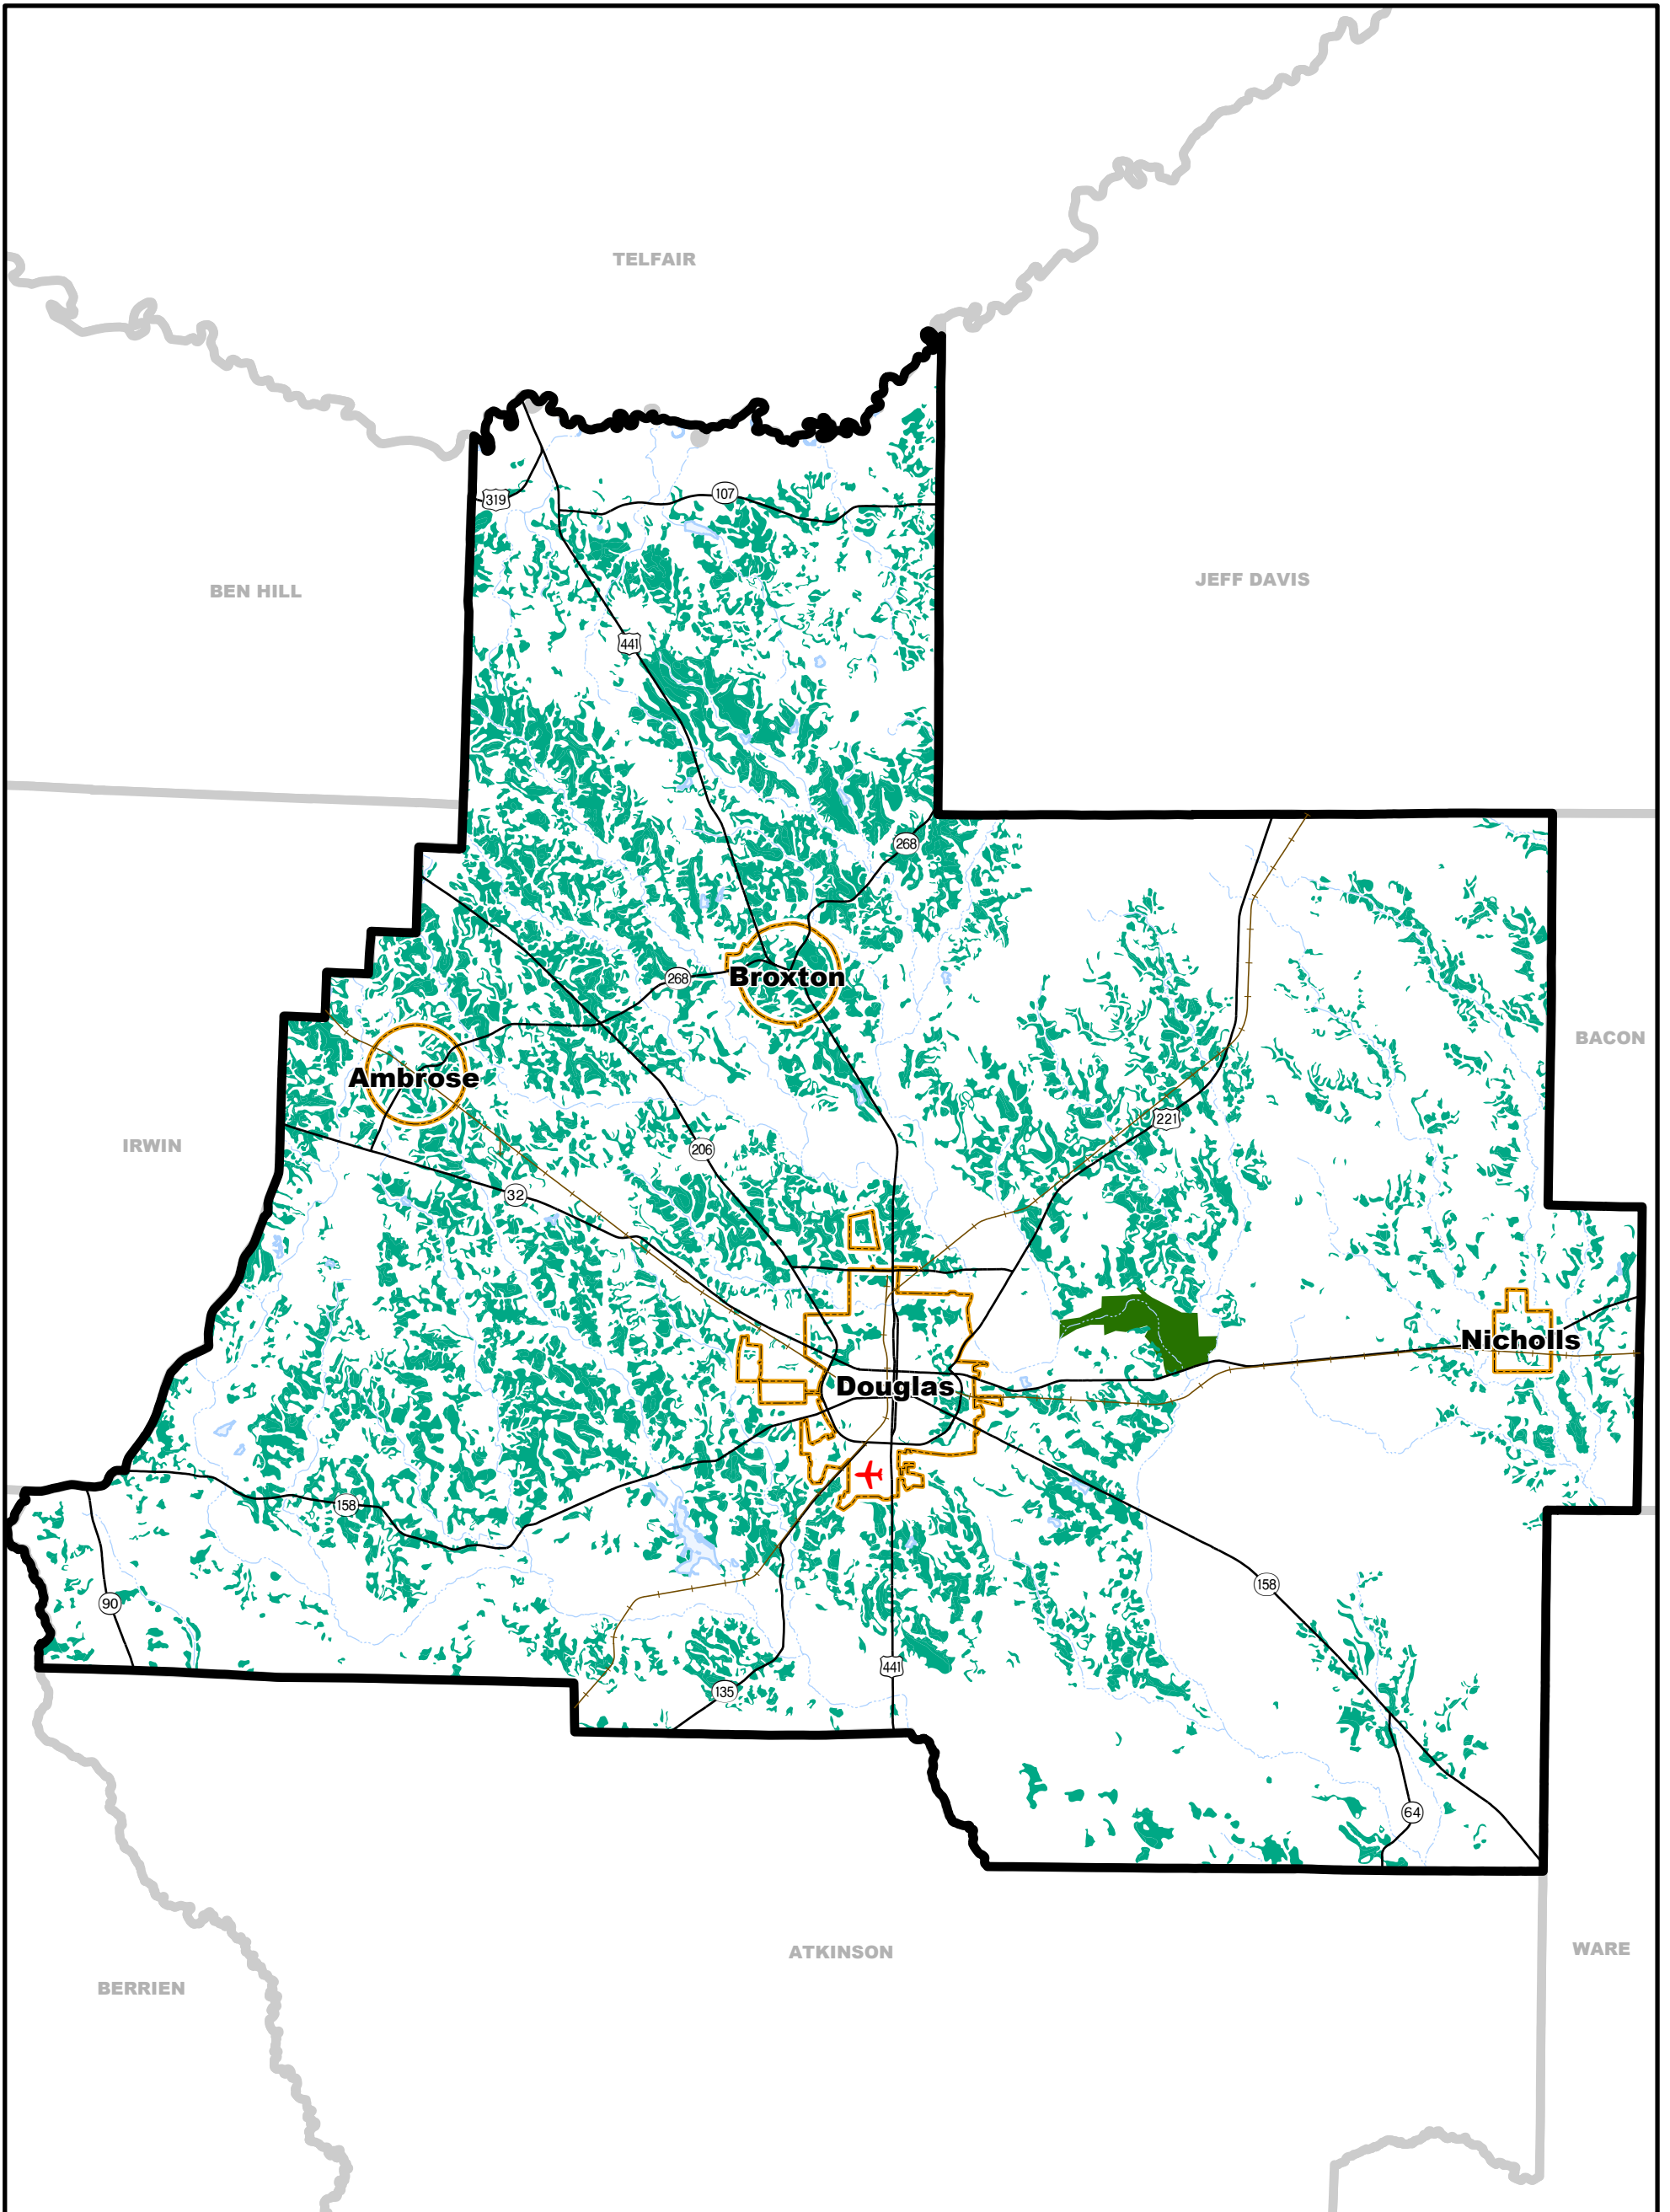 TELFAIR
319
107
JEFF DAVIS
BEN HILL
441
268
268
Broxton
BACON
Ambrose
221
IRWIN
206
32
Nicholls
Douglas
158
158
90
441
135
64
WARE
ATKINSON
BERRIEN